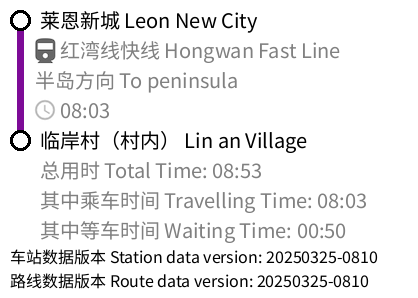 莱恩新城 Leon New City
红湾线快线 Hongwan Fast Line
半岛方向 To peninsula
08:03
临岸村（村内） Lin an Village
总用时 Total Time: 08:53
其中乘车时间 Travelling Time: 08:03
其中等车时间 Waiting Time: 00:50
车站数据版本 Station data version: 20250325-0810
路线数据版本 Route data version: 20250325-0810